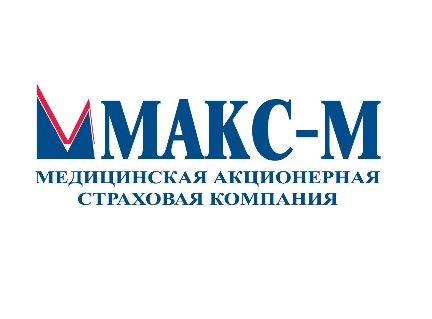 МАКС-М
МЕДИЦИНСКАЯ АКЦИОНЕРНАЯ
СТРАХОВАЯ КОМПАНИЯ